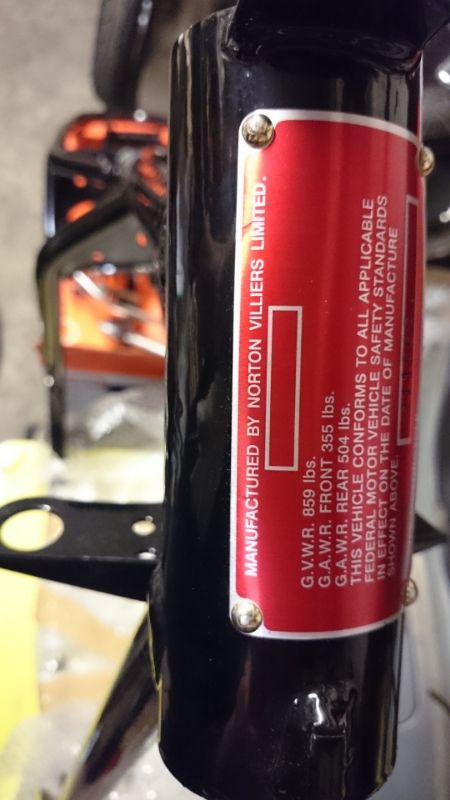 MANUFACTURED BY NORTON VILLIERS LIMITED.
G.V.W.R. 859 lbs.
G.A.W.R. FRONT 355 lbs.
G.A.W.R. REAR 504 lbs.
THIS VEHICLE CONFORMS TO ALL APPLICABLE
FEDERAL MOTOR VEHICLE SAFETY STANDARDS
IN EFFECT ON THE DATE OF MANUFACTURE
SHOWN ABOVE.